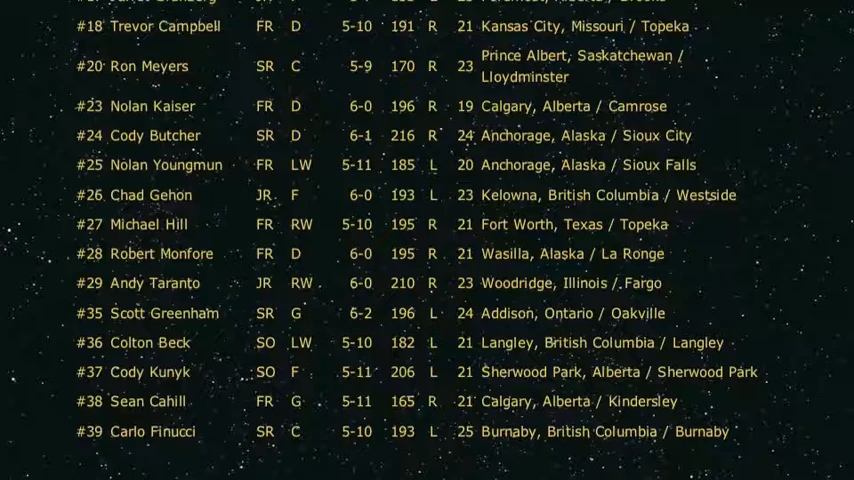 #18 Trevor Campbell FR D 5-10 191 R 21 Kansas City, Missouri / Topeka
#20 Ron Meyers SR C 5-9 170 R 23 Prince Albert, Saskatchewan /
Lloydminster
#23 Nolan Kaiser FR D 6-0 196 R 19 Calgary, Alberta / Camrose
#24 Cody Butcher SR D 6-1 216 R 24 Anchorage, Alaska / Sioux City
#25 Nolan Youngmun FR LW 5-11 185 L 20 Anchorage, Alaska / Sioux Falls
#26 Chad Gehon JR F 6-0 193 L 23 Kelowna, British Columbia / Westside
#27 Michael Hill FR RW 5-10 195 R 21 Fort Worth, Texas / Topeka
#28 Robert Monfore FR D 6-0 195 R 21 Wasilla, Alaska / La Ronge
#29 Andy Taranto JR RW 6-0 210 R 23 Woodridge, Illinois / Fargo
#35 Scott Greenham SR G 6-2 196 L 24 Addison, Ontario / Oakville
#36 Colton Beck SO LW 5-10 182 L 21 Langley, British Columbia / Langley
#37 Cody Kunyk SO F 5-11 206 L 21 Sherwood Park, Alberta / Sherwood Park
#38 Sean Cahill FR G 5-11 165 R 21 Calgary, Alberta / Kindersley
#39 Carlo Finucci SR C 5-10 193 L 25 Burnaby, British Columbia / Burnaby